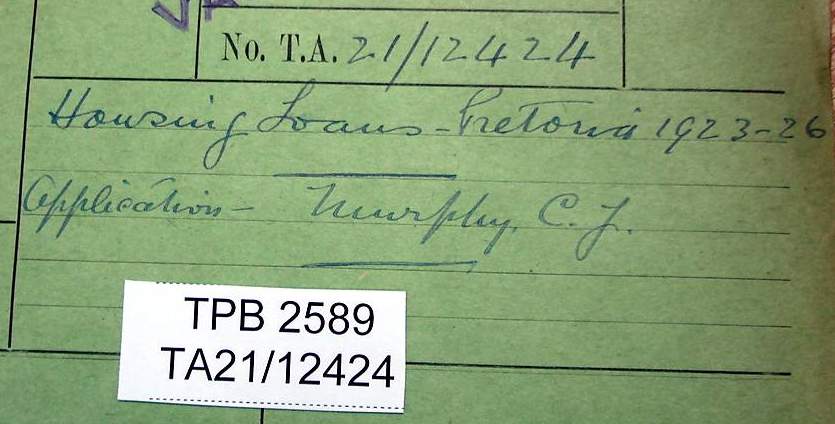 No. T.A. 21/12424
Housing Loans - Pretoria 1923-26
Application - Murphy, C. J.
TPB 2589
TA21/12424